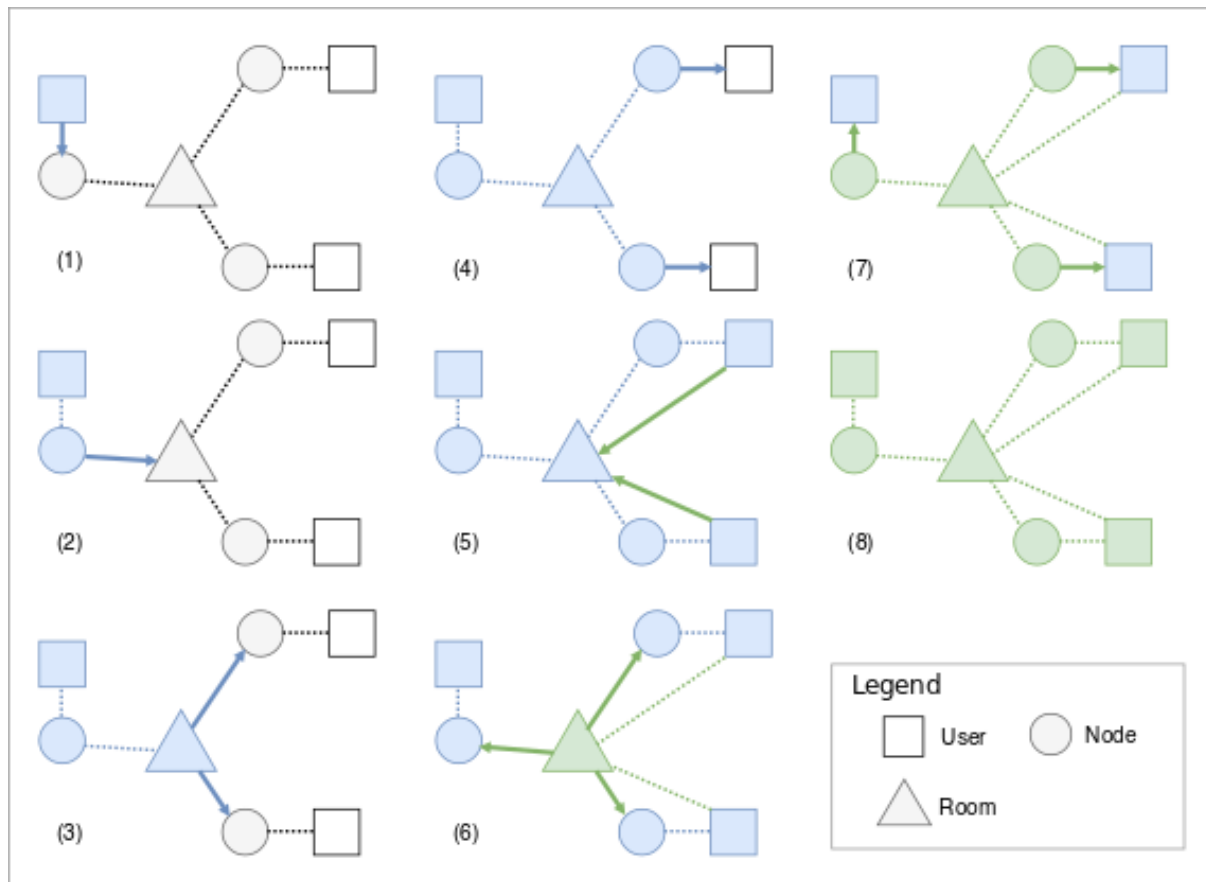 (1)
(4)
(7)
(2)
(5)
(8)
(3)
(6)
Legend
User
Node
Room